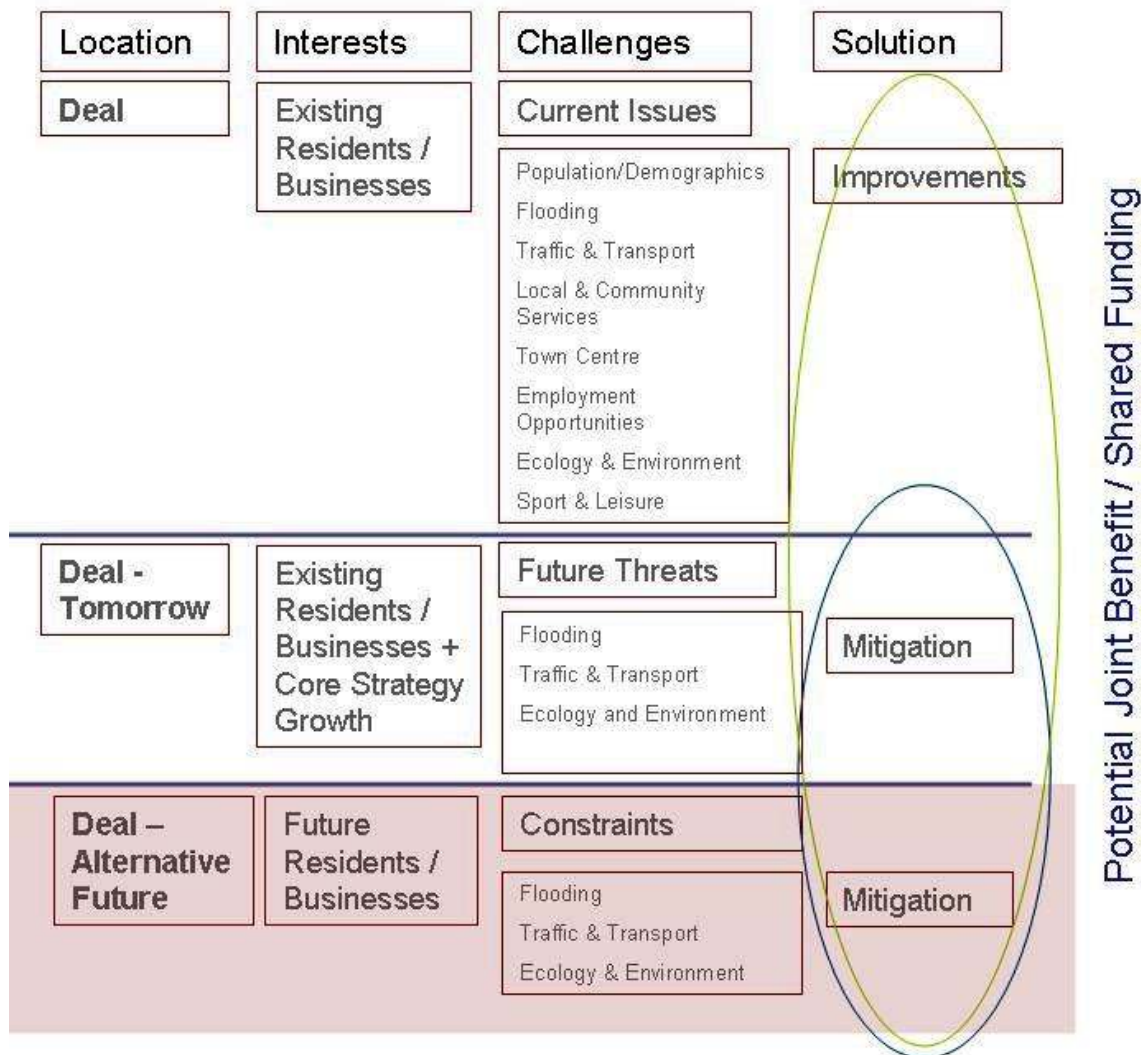 Location
Interests
Challenges
Solution
Deal
Existing
Residents /
Businesses
Current Issues
Population/Demographics
Flooding
Traffic & Transport
Local & Community
Services
Town Centre
Employment
Opportunities
Ecology & Environment
Sport & Leisure
Improvements
Deal -
Tomorrow
Existing
Residents /
Businesses +
Core Strategy
Growth
Future Threats
Flooding
Traffic & Transport
Ecology and Environment
Mitigation
Deal –
Alternative
Future
Future
Residents /
Businesses
Constraints
Flooding
Traffic & Transport
Ecology & Environment
Mitigation
Potential Joint Benefit / Shared Funding